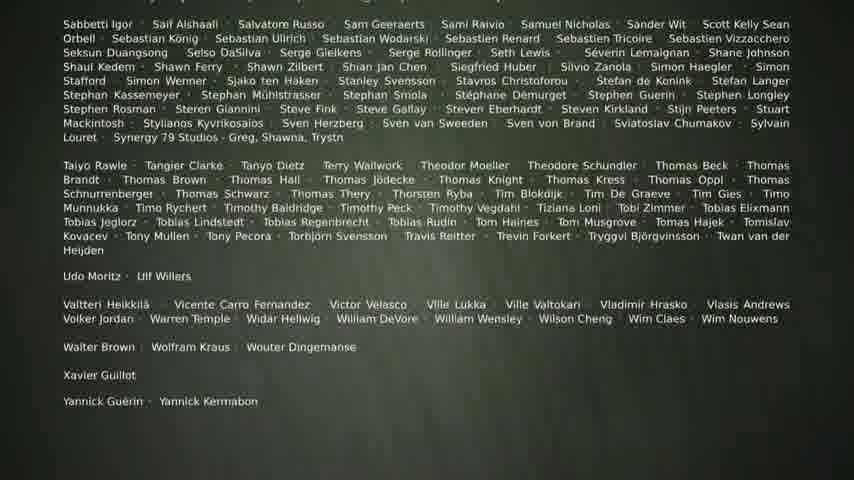 Sabbetti Igor · Saif Alshaali · Salvatore Russo · Sam Geeraerts · Sami Raivio · Samuel Nicholas · Sander Wit · Scott Kelly Sean
Orbell · Sebastian König · Sebastian Ullrich · Sebastian Wodarski · Sebastien Renard · Sebastien Tricoire · Sebastien Vizzacchero
Seksun Duangsong · Selso DaSilva · Serge Gielkens · Serge Rollinger · Seth Lewis · Séverin Lemaignan · Shane Johnson
Shaul Kedem · Shawn Ferry · Shawn Zilbert · Shian Jan Chen · Siegfried Huber · Silvio Zanola · Simon Haegler · Simon
Stafford · Simon Werner · Sjako ten Haken · Stanley Svensson · Stavros Christoforou · Stefan de Konink · Stefan Langer
Stephan Kassemeyer · Stephan Mühlstrasser · Stephan Smola · Stéphane Demurget · Stephen Guerin · Stephen Longley
Stephen Rosman · Steren Giannini · Steve Fink · Steve Gallay · Steven Eberhardt · Steven Kirkland · Stijn Peeters · Stuart
Mackintosh · Stylianos Kyvrikosaios · Sven Herzberg · Sven van Sweeden · Sven von Brand · Sviatoslav Chumakov · Sylvain
Louret · Synergy 79 Studios - Greg, Shawna, Trystn
Taiyo Rawle · Tangier Clarke · Tanyo Dietz · Terry Wallwork · Theodor Moeller · Theodore Schundler · Thomas Beck · Thomas
Brandt · Thomas Brown · Thomas Hall · Thomas Jödecke · Thomas Knight · Thomas Kress · Thomas Oppl · Thomas
Schnurrenberger · Thomas Schwarz · Thomas Thery · Thorsten Ryba · Tim Blokdijk · Tim De Graeve · Tim Gies · Timo
Munnukka · Timo Rychert · Timothy Baldridge · Timothy Peck · Timothy Vegdahl · Tiziana Loni · Tobi Zimmer · Tobias Elixmann
Tobias Jeglorz · Tobias Lindstedt · Tobias Regenbrecht · Tobias Rudin · Tom Haines · Tom Musgrove · Tomas Hajek · Tomislav
Kovacev · Tony Mullen · Tony Pecora · Torbjörn Svensson · Travis Reitter · Trevin Forkert · Tryggvi Björgvinsson · Twan van der
Heijden
Udo Moritz · Ulf Willers
Valtteri Heikkilä · Vicente Carro Fernandez · Victor Velasco · Ville Lukka · Ville Valtokari · Vladimir Hrasko · Vlasis Andrews
Volker Jordan · Warren Temple · Widar Hellwig · William DeVore · William Wensley · Wilson Cheng · Wim Claes · Wim Nouwens
Walter Brown · Wolfram Kraus · Wouter Dingemanse
Xavier Guillot
Yannick Guérin · Yannick Kermabon